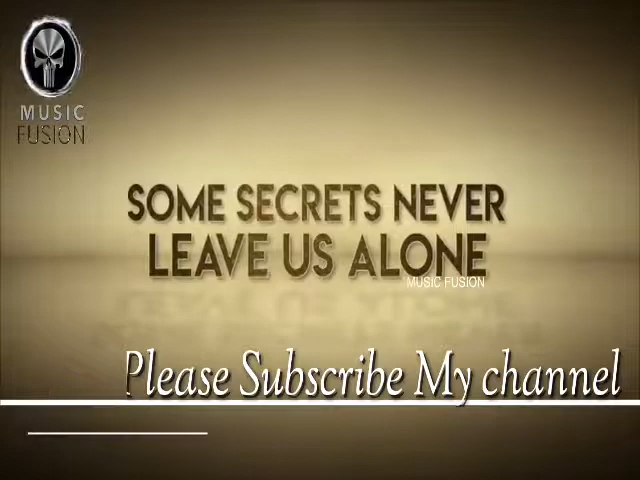 MUSIC
FUSION
SOME SECRETS NEVER
LEAVE US ALONE
MUSIC FUSION
Please Subscribe My channel